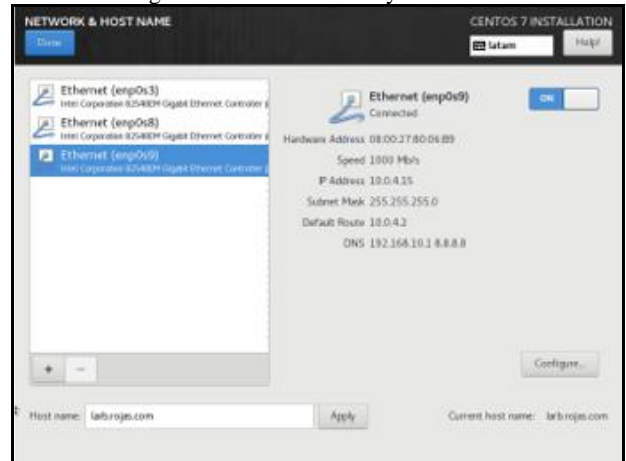 NETWORK & HOST NAME
CENTOS 7 INSTALLATION
Done
latam
Help!
Ethernet (enp0s3)
Intel Corporation 82540EM Gigabit Ethernet Controller
Ethernet (enp0s8)
Intel Corporation 82540EM Gigabit Ethernet Controller
Ethernet (enp0s9)
Intel Corporation 82540EM Gigabit Ethernet Controller
Ethernet (enp0s9)
Connected
ON
Hardware Address 08:00:27:80:06:B9
Speed 1000 Mb/s
IP Address 10.0.4.15
Subnet Mask 255.255.255.0
Default Route 10.0.4.2
DNS 192.168.10.1 8.8.8.8
+ −
Configure...
Host name: larb.rojas.com
Apply
Current host name: larb.rojas.com